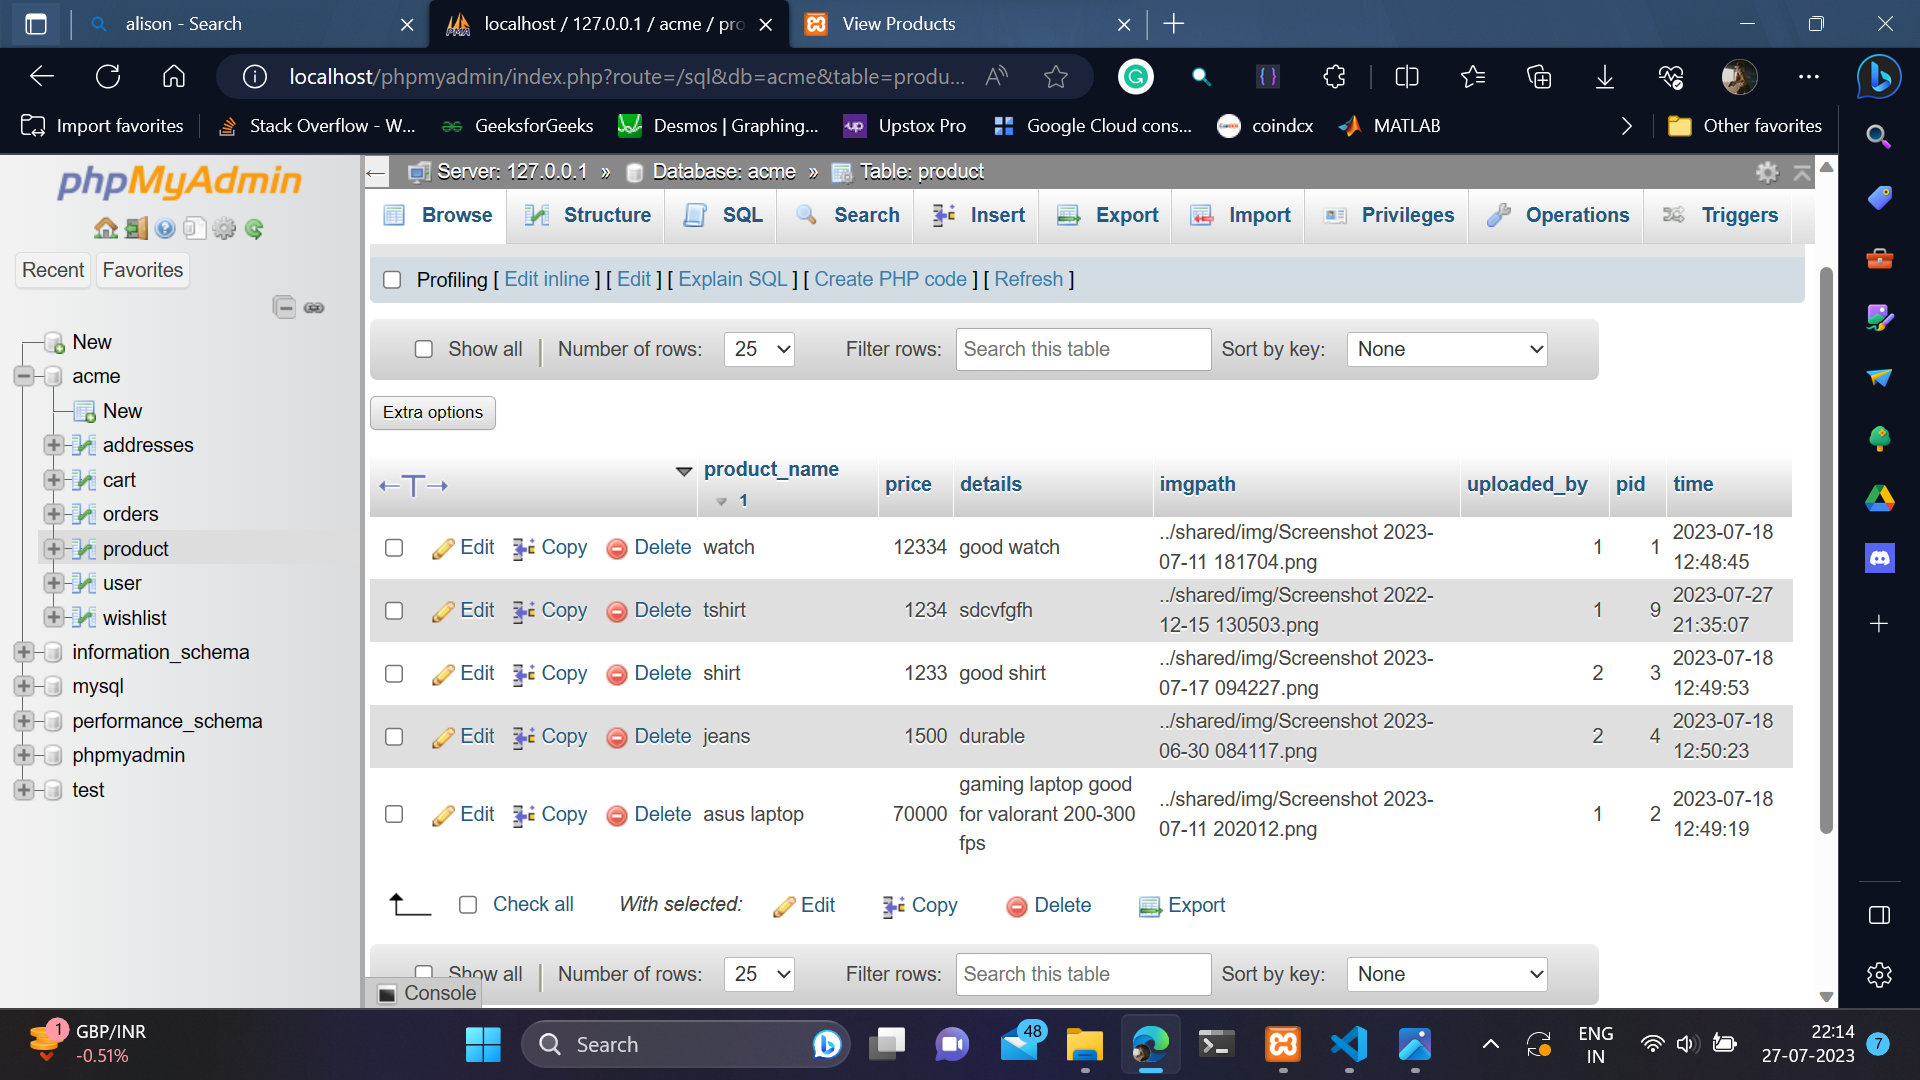 alison - Search
localhost / 127.0.0.1 / acme / pro
View Products
localhost/phpmyadmin/index.php?route=/sql&db=acme&table=produ...
Import favorites
Stack Overflow - W...
GeeksforGeeks
Desmos | Graphing...
up
Upstox Pro
Google Cloud cons...
coindcx
MATLAB
Other favorites
phpMyAdmin
Recent
Favorites
New
acme
New
addresses
cart
orders
product
user
wishlist
information_schema
mysql
performance_schema
phpmyadmin
test
Server: 127.0.0.1 » Database: acme » Table: product
Browse
Structure
SQL
Search
Insert
Export
Import
Privileges
Operations
Triggers
Profiling [ Edit inline ] [ Edit ] [ Explain SQL ] [ Create PHP code ] [ Refresh ]
Show all | Number of rows: 25 Filter rows: Search this table Sort by key: None
Extra options
←T→ product_name 1 price details imgpath uploaded_by pid time
Edit Copy Delete watch 12334 good watch ../shared/img/Screenshot 2023-07-11 181704.png 1 1 2023-07-18 12:48:45
Edit Copy Delete tshirt 1234 sdcvfgfh ../shared/img/Screenshot 2022-12-15 130503.png 1 9 2023-07-27 21:35:07
Edit Copy Delete shirt 1233 good shirt ../shared/img/Screenshot 2023-07-17 094227.png 2 3 2023-07-18 12:49:53
Edit Copy Delete jeans 1500 durable ../shared/img/Screenshot 2023-06-30 084117.png 2 4 2023-07-18 12:50:23
Edit Copy Delete asus laptop 70000 gaming laptop good for valorant 200-300 fps ../shared/img/Screenshot 2023-07-11 202012.png 1 2 2023-07-18 12:49:19
Check all With selected: Edit Copy Delete Export
Show all | Number of rows: 25 Filter rows: Search this table Sort by key: None
Console
1
GBP/INR
-0.51%
Search
48
ENG
IN
22:14
27-07-2023
7